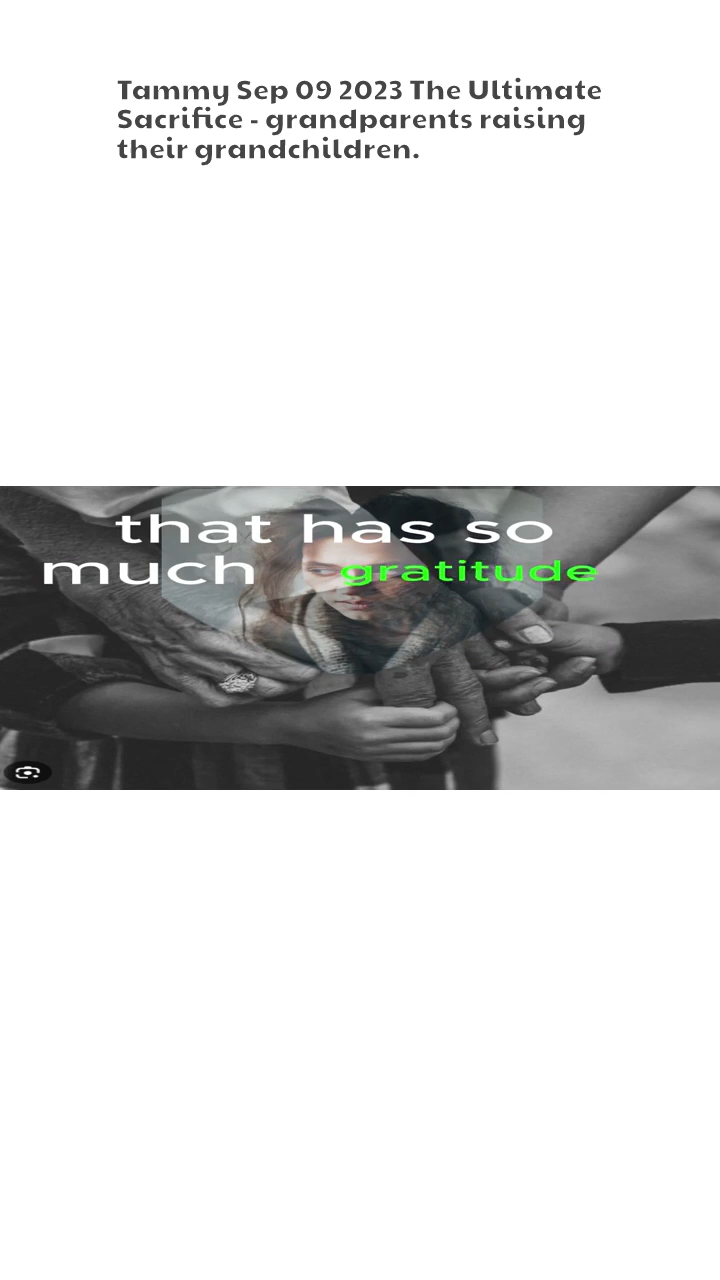 Tammy Sep 09 2023 The Ultimate
Sacrifice - grandparents raising
their grandchildren.
that has so
much gratitude